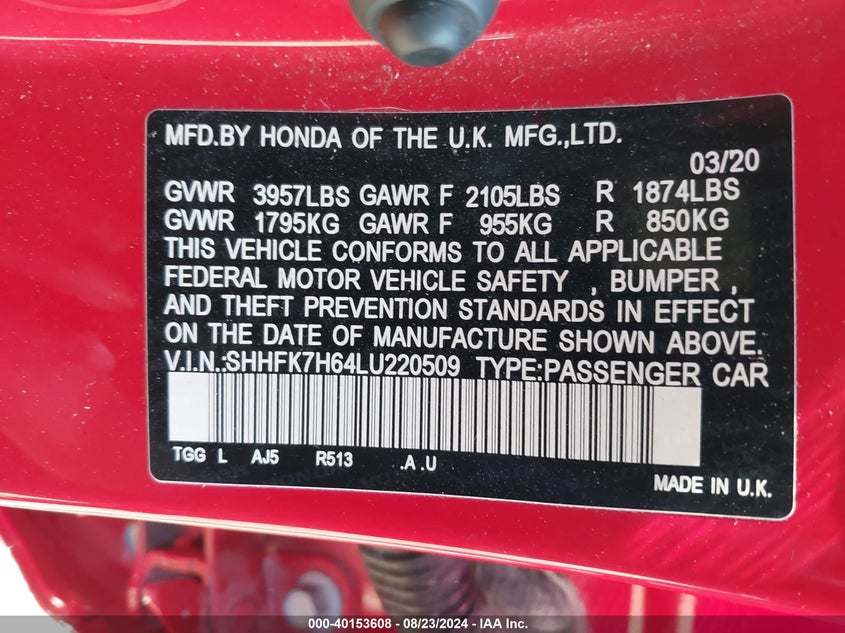 MFD.BY HONDA OF THE U.K. MFG.,LTD.
03/20
GVWR 3957LBS GAWR F 2105LBS R 1874LBS
GVWR 1795KG GAWR F 955KG R 850KG
THIS VEHICLE CONFORMS TO ALL APPLICABLE
FEDERAL MOTOR VEHICLE SAFETY , BUMPER ,
AND THEFT PREVENTION STANDARDS IN EFFECT
ON THE DATE OF MANUFACTURE SHOWN ABOVE.
V.I.N.:SHHFK7H64LU220509 TYPE:PASSENGER CAR
TGG L AJ5 R513 .A .U
MADE IN U.K.
000-40153608 - 08/23/2024 - IAA Inc.